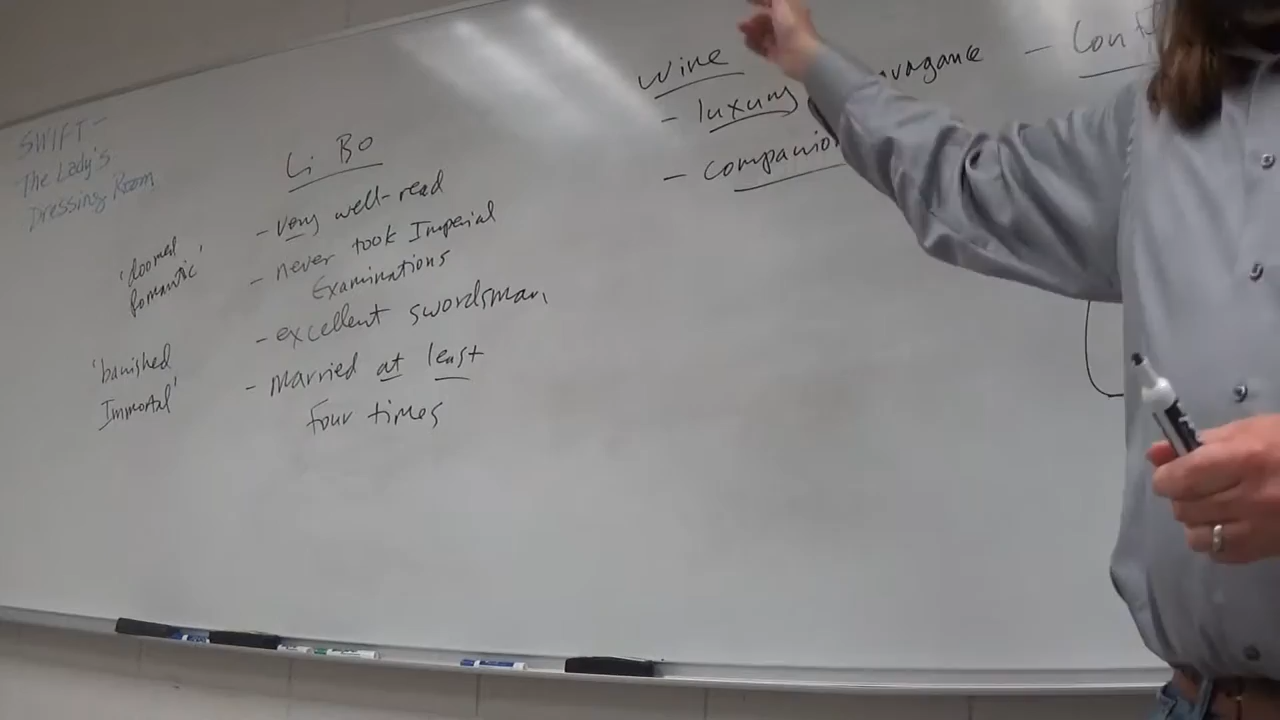 SWIFT -
- The Lady's
Dressing Room
'doomed
Romantic'
'banished
Immortal'
Li Bo
- very well-read
- never took Imperial
Examinations
- excellent swordsman
- Married at least
four times
Wine
- luxury
- companion
-